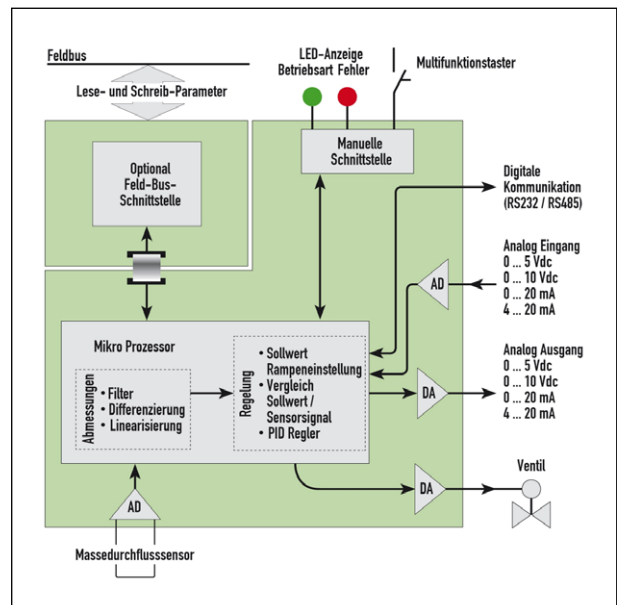 Feldbus
Lese- und Schreib-Parameter
LED-Anzeige
Betriebsart Fehler
Multifunktionstaster
Manuelle
Schnittstelle
Optional
Feld-Bus-
Schnittstelle
Digitale
Kommunikation
(RS232 / RS485)
Analog Eingang
0 ... 5 Vdc
0 ... 10 Vdc
0 ... 20 mA
4 ... 20 mA
AD
Mikro Prozessor
Abmessungen
• Filter
• Differenzierung
• Linearisierung
Regelung
• Sollwert
Rampeneinstellung
• Vergleich
Sollwert /
Sensorsignal
• PID Regler
Analog Ausgang
0 ... 5 Vdc
0 ... 10 Vdc
0 ... 20 mA
4 ... 20 mA
DA
DA
Ventil
AD
Massedurchflusssensor